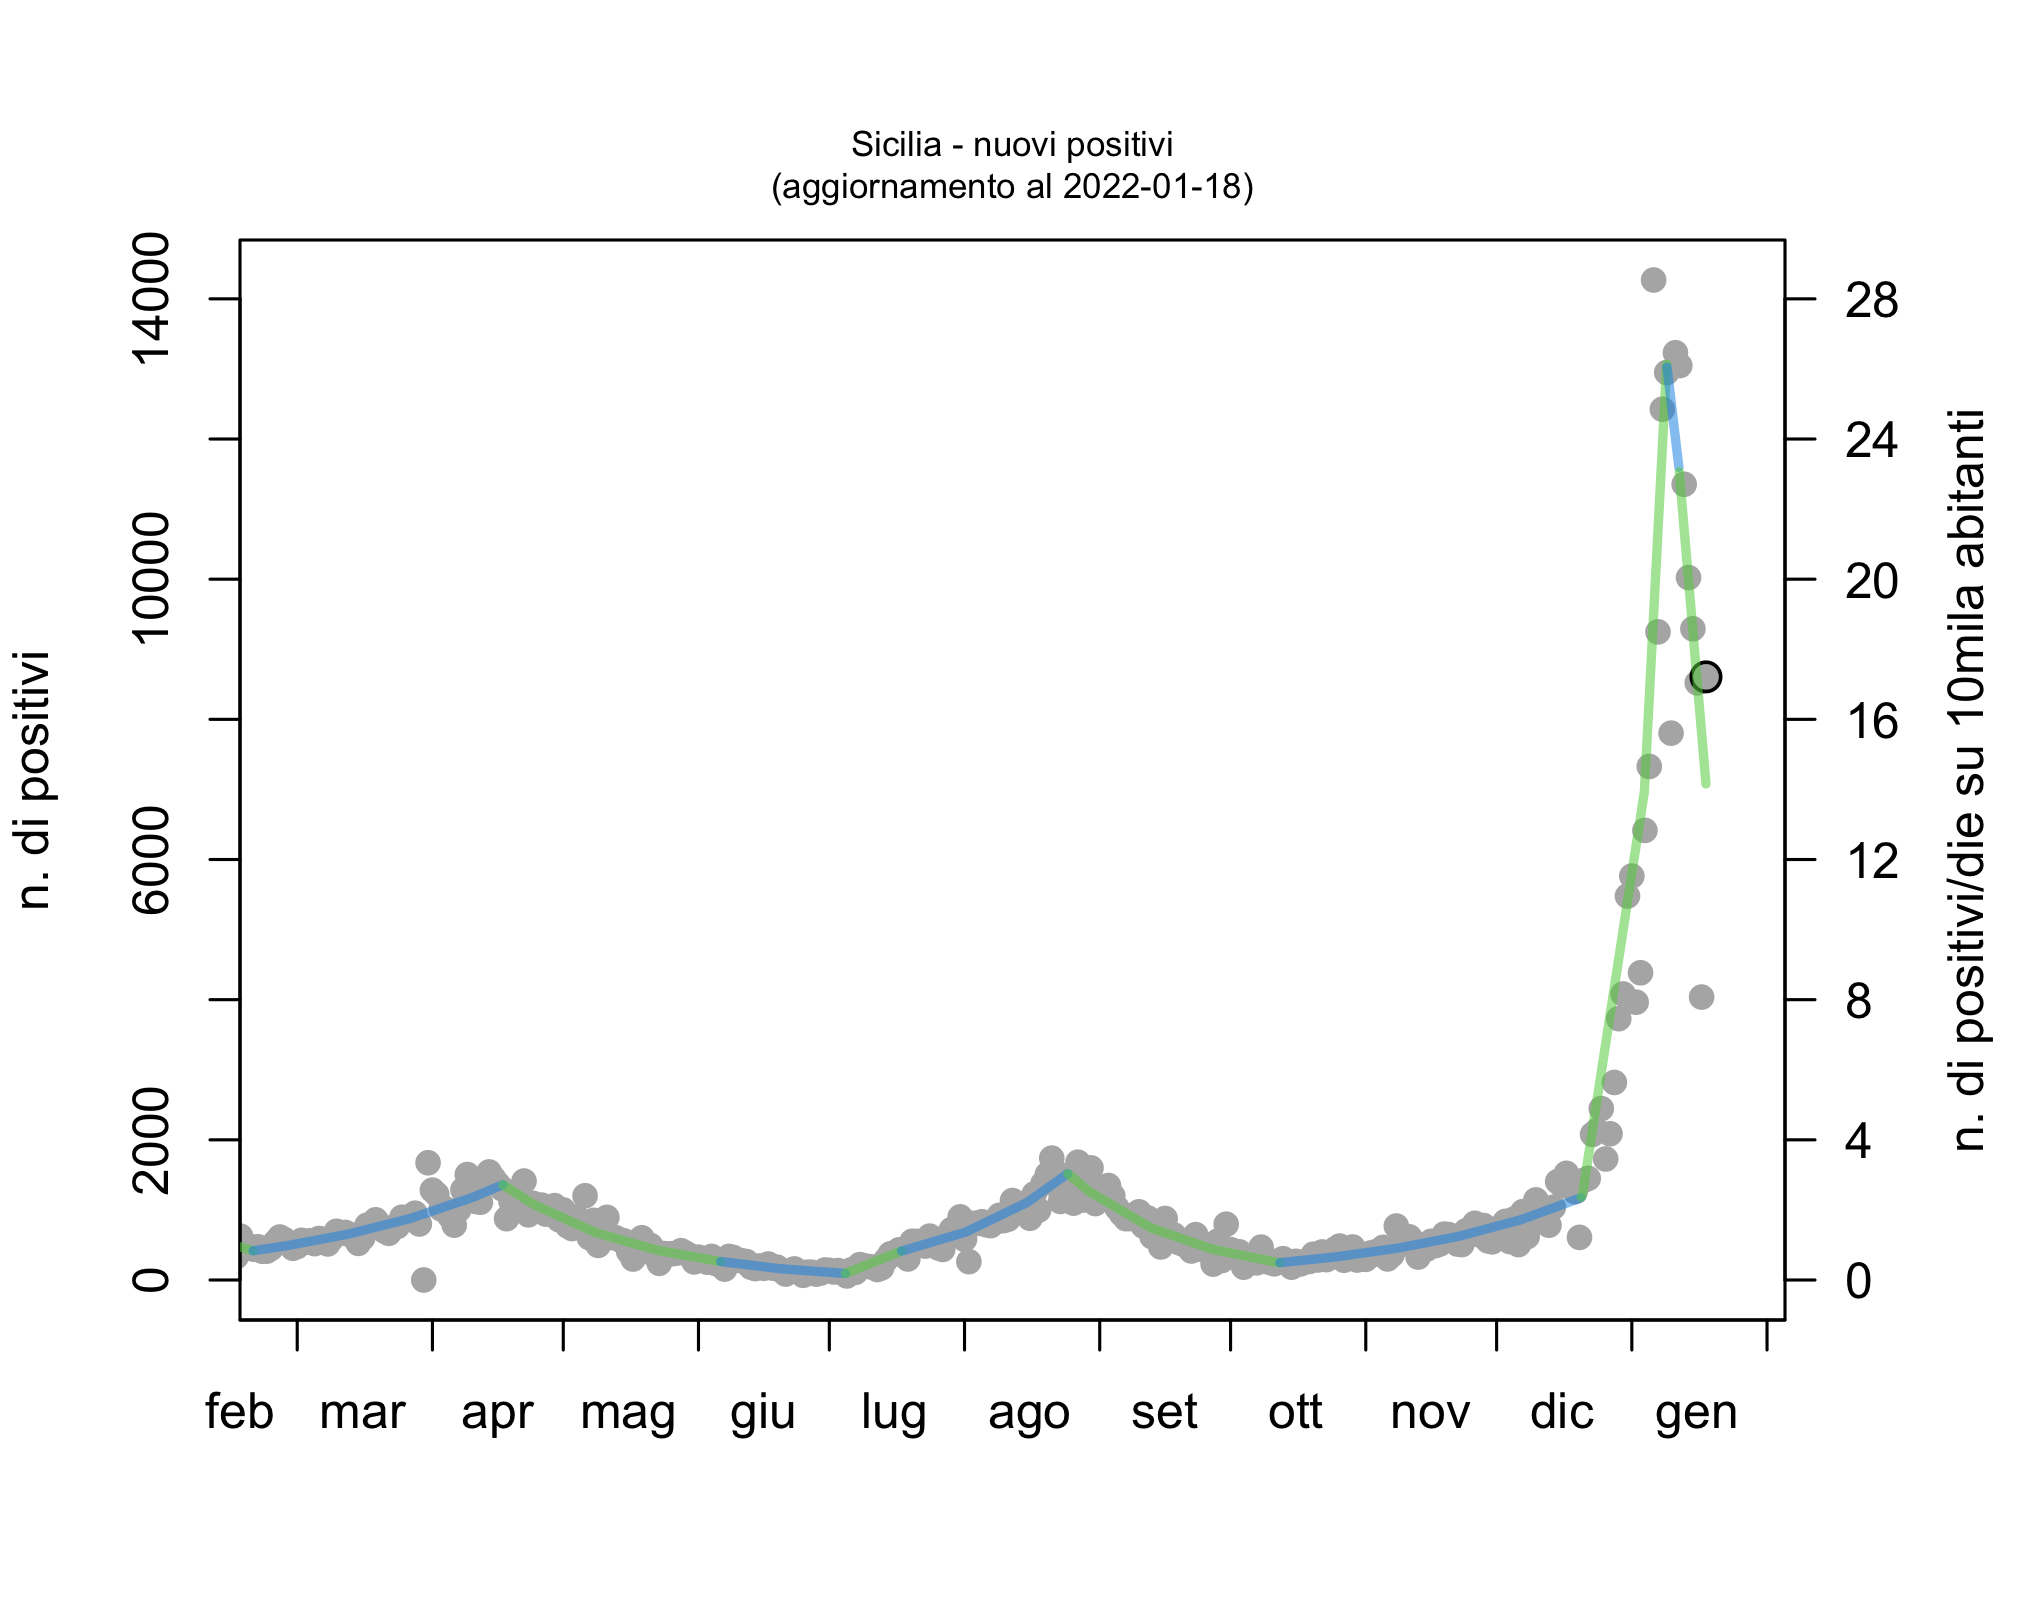 Sicilia - nuovi positivi
(aggiornamento al 2022-01-18)
n. di positivi
14000
10000
6000
2000
0
28
24
20
16
12
8
4
0
n. di positivi/die su 10mila abitanti
feb mar apr mag giu lug ago set ott nov dic gen